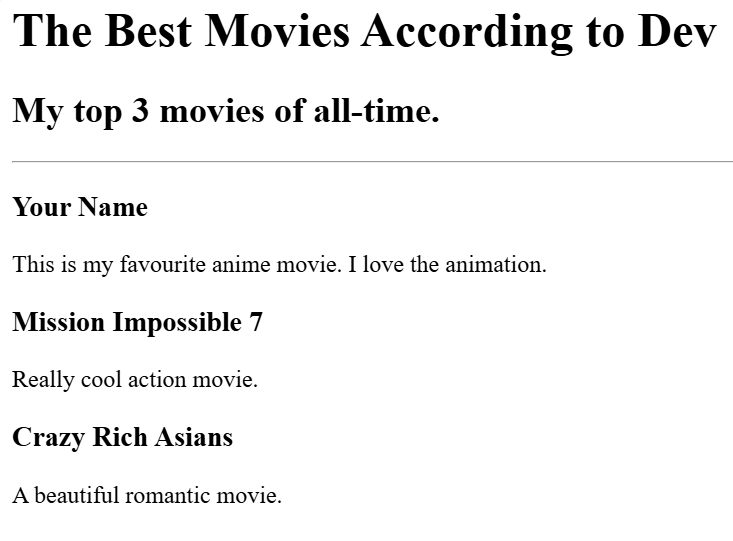 The Best Movies According to Dev
My top 3 movies of all-time.
Your Name
This is my favourite anime movie. I love the animation.
Mission Impossible 7
Really cool action movie.
Crazy Rich Asians
A beautiful romantic movie.